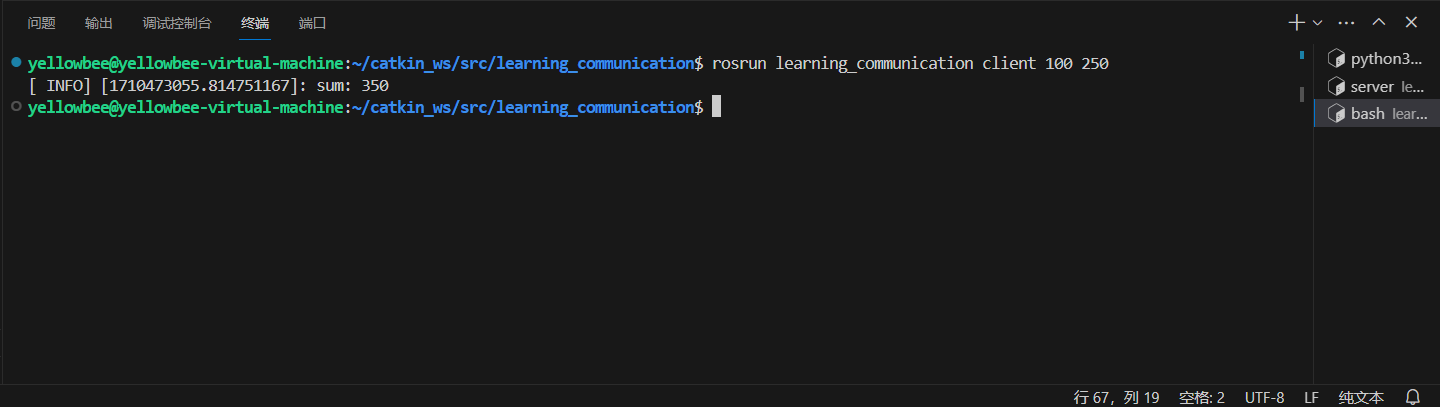 问题 输出 调试控制台 终端 端口
yellowbee@yellowbee-virtual-machine:~/catkin_ws/src/learning_communication$ rosrun learning_communication client 100 250
[ INFO] [1710473055.814751167]: sum: 350
yellowbee@yellowbee-virtual-machine:~/catkin_ws/src/learning_communication$
python3...
server le...
bash lear...
行 67，列 19 空格: 2 UTF-8 LF 纯文本